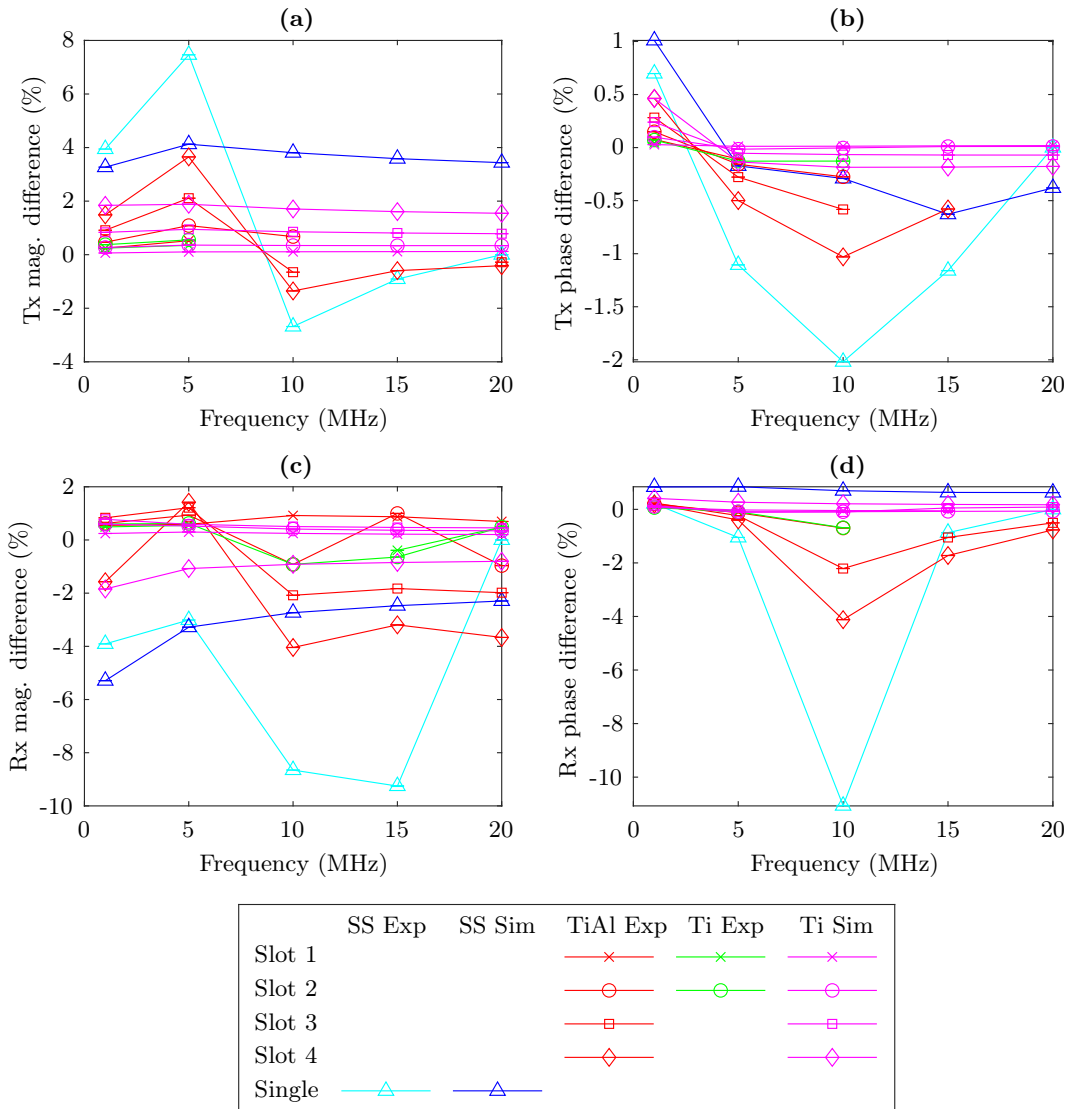 (a)
Tx mag. difference (%)
8
6
4
2
0
-2
-4
0
5
10
15
20
Frequency (MHz)
(b)
Tx phase difference (%)
1
0.5
0
-0.5
-1
-1.5
-2
0
5
10
15
20
Frequency (MHz)
(c)
Rx mag. difference (%)
2
0
-2
-4
-6
-8
-10
0
5
10
15
20
Frequency (MHz)
(d)
Rx phase difference (%)
0
-2
-4
-6
-8
-10
0
5
10
15
20
Frequency (MHz)
SS Exp SS Sim TiAl Exp Ti Exp Ti Sim
Slot 1
Slot 2
Slot 3
Slot 4
Single